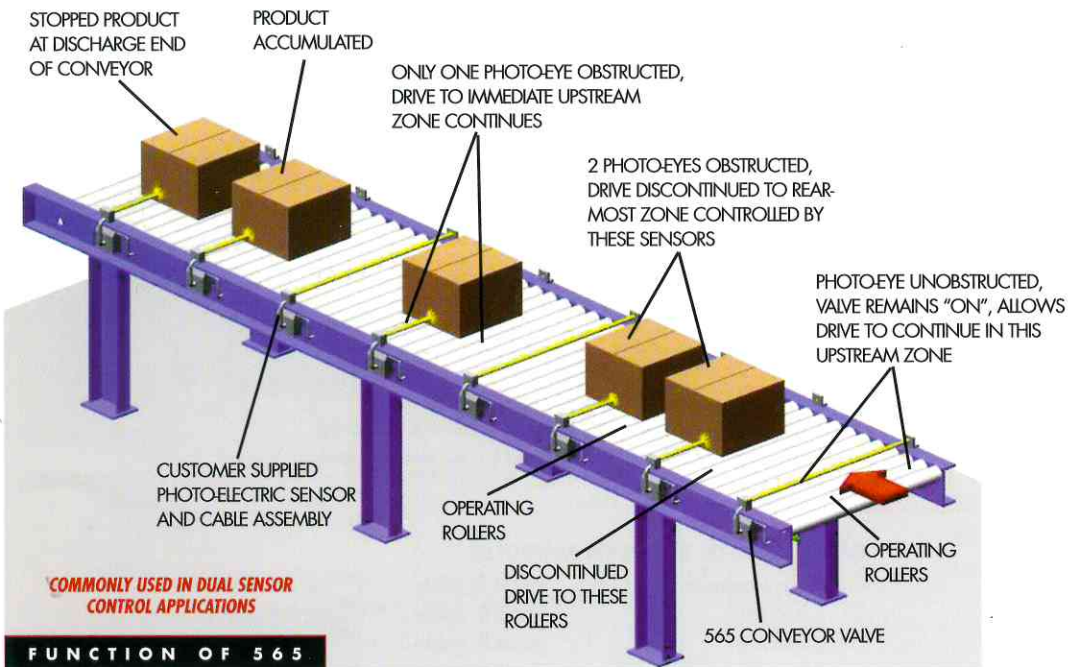 STOPPED PRODUCT
AT DISCHARGE END
OF CONVEYOR
PRODUCT
ACCUMULATED
ONLY ONE PHOTO-EYE OBSTRUCTED,
DRIVE TO IMMEDIATE UPSTREAM
ZONE CONTINUES
2 PHOTO-EYES OBSTRUCTED,
DRIVE DISCONTINUED TO REAR-
MOST ZONE CONTROLLED BY
THESE SENSORS
PHOTO-EYE UNOBSTRUCTED,
VALVE REMAINS "ON", ALLOWS
DRIVE TO CONTINUE IN THIS
UPSTREAM ZONE
CUSTOMER SUPPLIED
PHOTO-ELECTRIC SENSOR
AND CABLE ASSEMBLY
OPERATING
ROLLERS
DISCONTINUED
DRIVE TO THESE
ROLLERS
OPERATING
ROLLERS
565 CONVEYOR VALVE
COMMONLY USED IN DUAL SENSOR
CONTROL APPLICATIONS
FUNCTION OF 565